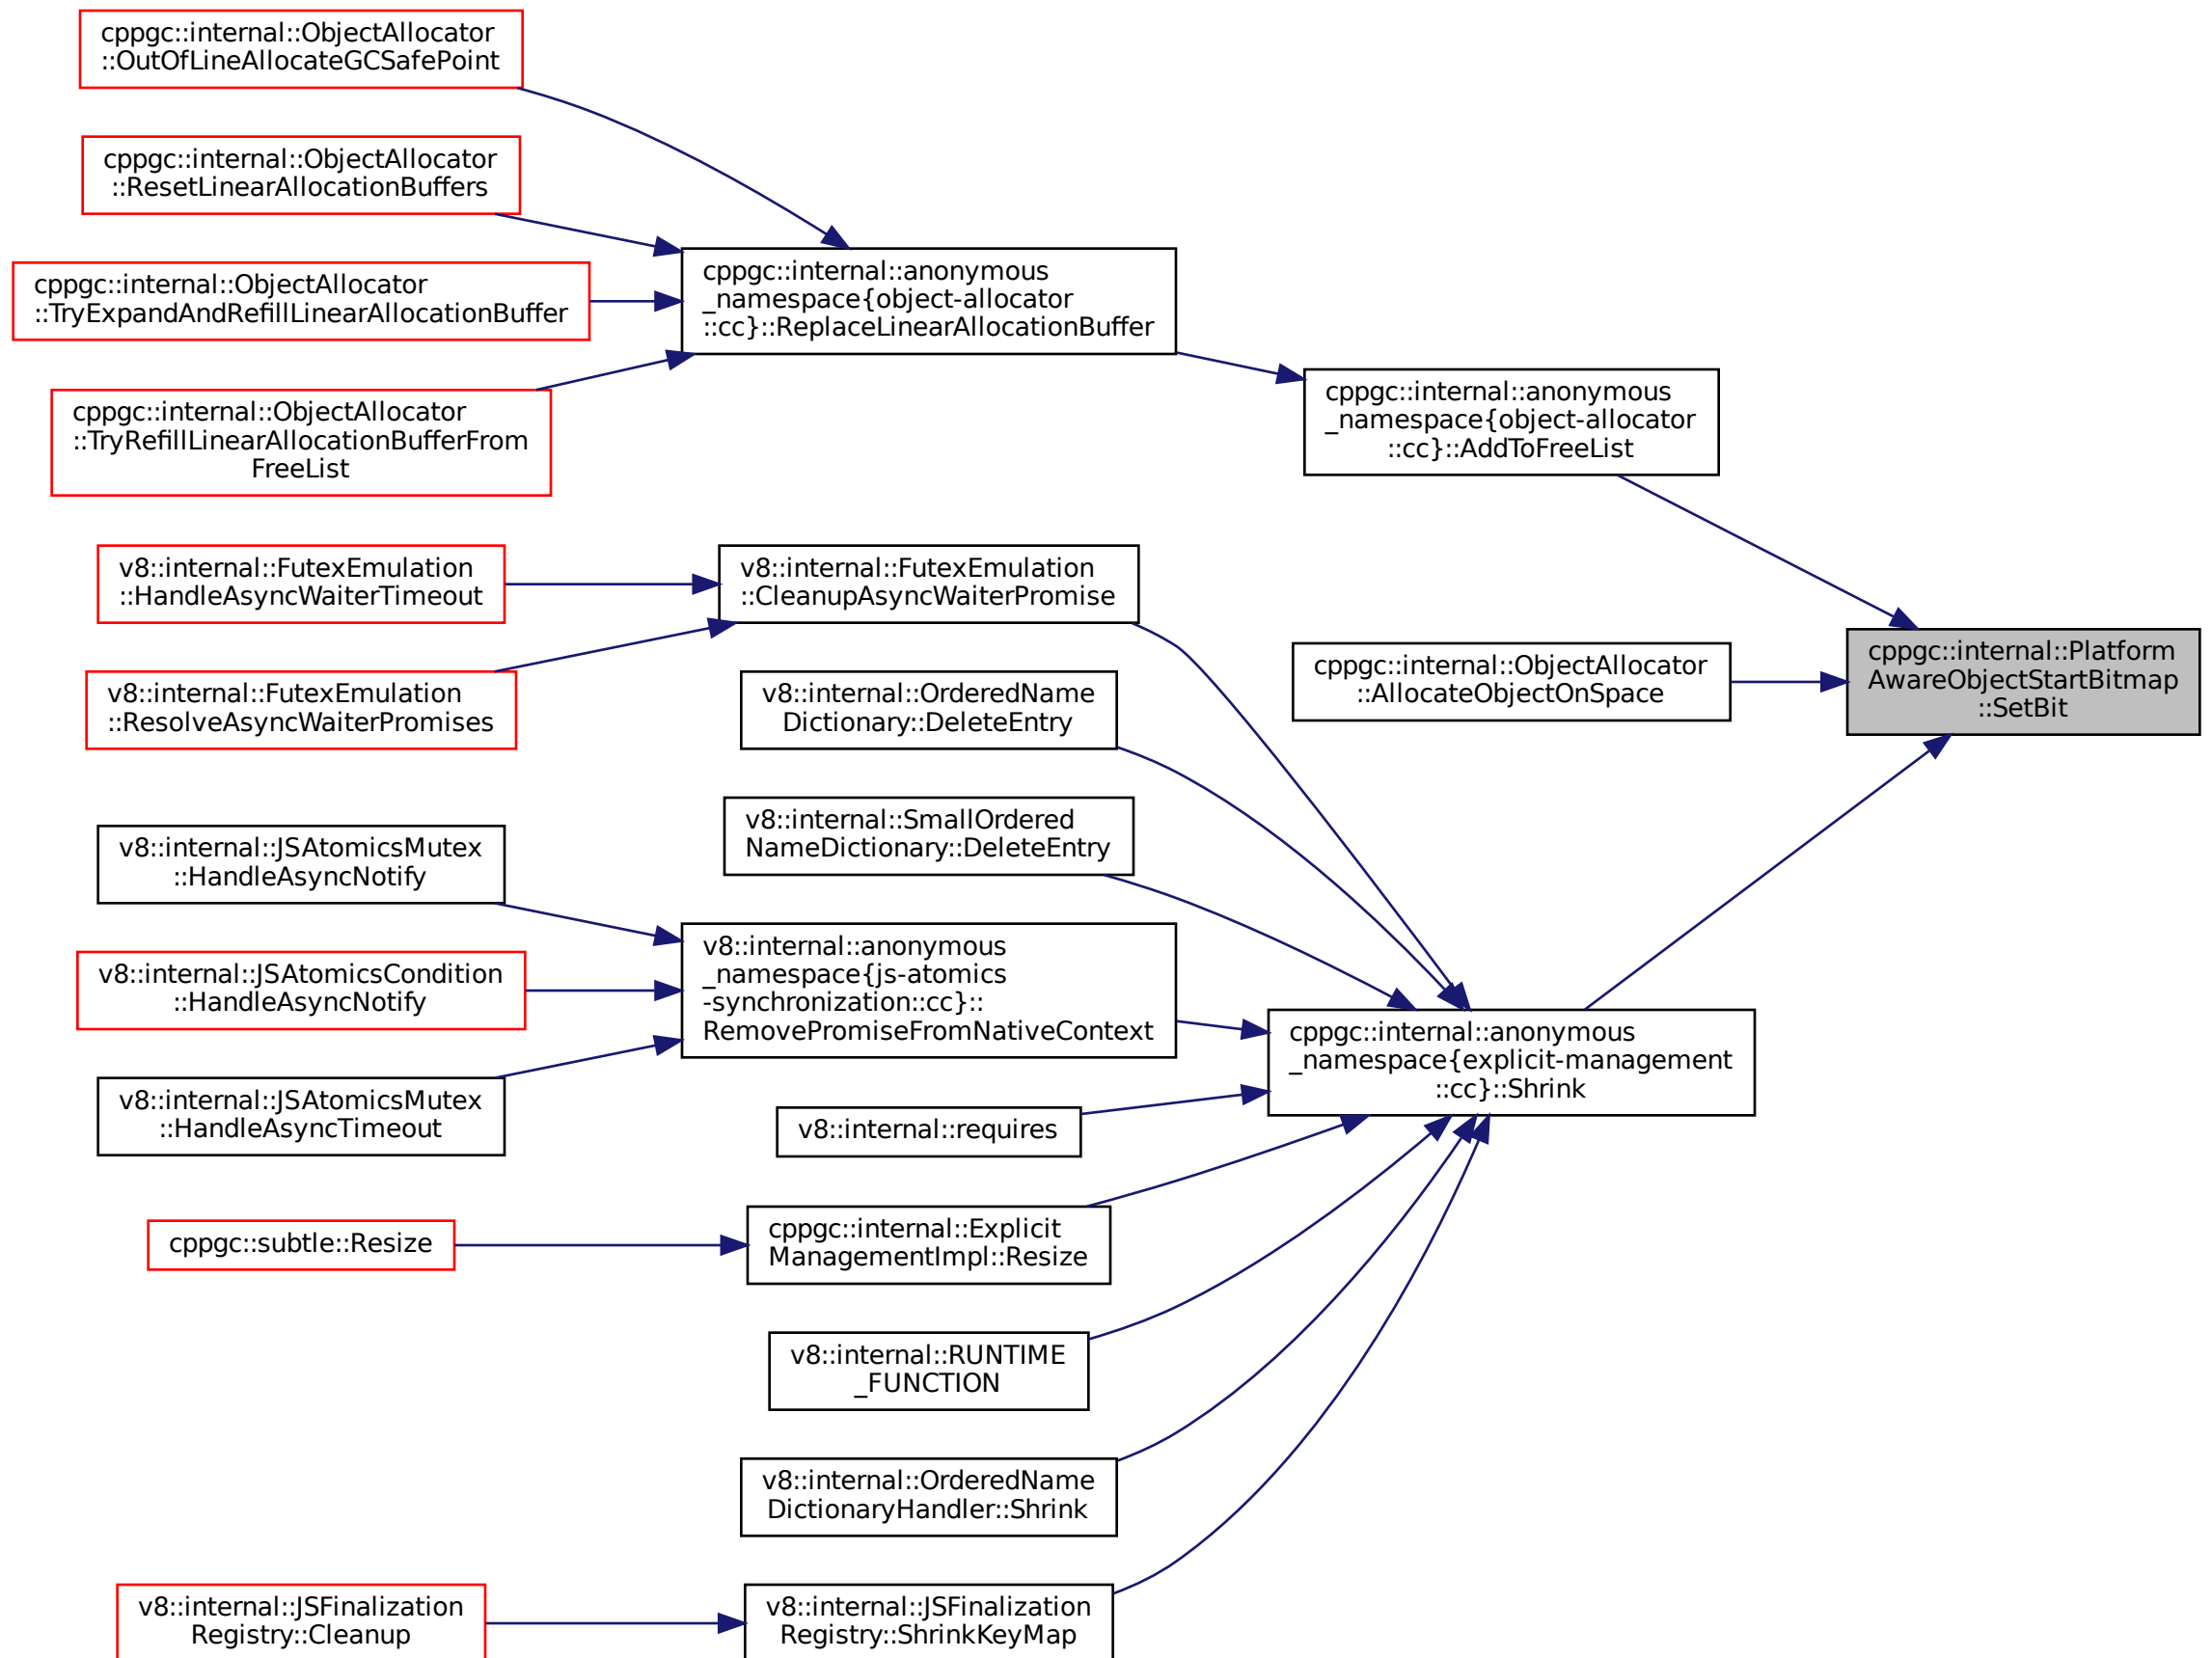 cppgc::internal::ObjectAllocator
::OutOfLineAllocateGCSafePoint
cppgc::internal::ObjectAllocator
::ResetLinearAllocationBuffers
cppgc::internal::ObjectAllocator
::TryExpandAndRefillLinearAllocationBuffer
cppgc::internal::ObjectAllocator
::TryRefillLinearAllocationBufferFrom
FreeList
cppgc::internal::anonymous
_namespace{object-allocator
::cc}::ReplaceLinearAllocationBuffer
cppgc::internal::anonymous
_namespace{object-allocator
::cc}::AddToFreeList
v8::internal::FutexEmulation
::HandleAsyncWaiterTimeout
v8::internal::FutexEmulation
::ResolveAsyncWaiterPromises
v8::internal::FutexEmulation
::CleanupAsyncWaiterPromise
cppgc::internal::ObjectAllocator
::AllocateObjectOnSpace
cppgc::internal::Platform
AwareObjectStartBitmap
::SetBit
v8::internal::OrderedName
Dictionary::DeleteEntry
v8::internal::SmallOrdered
NameDictionary::DeleteEntry
v8::internal::JSAtomicsMutex
::HandleAsyncNotify
v8::internal::JSAtomicsCondition
::HandleAsyncNotify
v8::internal::JSAtomicsMutex
::HandleAsyncTimeout
v8::internal::anonymous
_namespace{js-atomics
-synchronization::cc}::
RemovePromiseFromNativeContext
cppgc::internal::anonymous
_namespace{explicit-management
::cc}::Shrink
v8::internal::requires
cppgc::subtle::Resize
cppgc::internal::Explicit
ManagementImpl::Resize
v8::internal::RUNTIME
_FUNCTION
v8::internal::OrderedName
DictionaryHandler::Shrink
v8::internal::JSFinalization
Registry::Cleanup
v8::internal::JSFinalization
Registry::ShrinkKeyMap